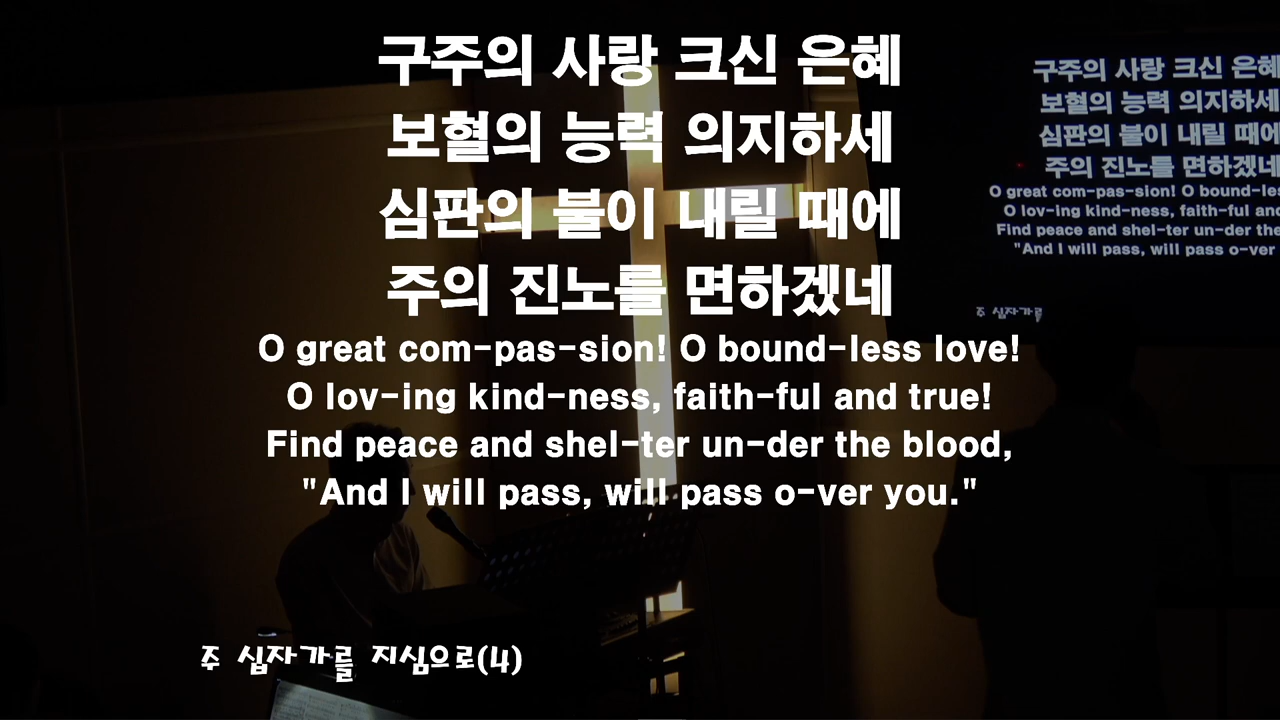 구주의 사랑 크신 은혜
보혈의 능력 의지하세
심판의 불이 내릴 때에
주의 진노를 면하겠네
O great com-pas-sion! O bound-less love!
O lov-ing kind-ness, faith-ful and true!
Find peace and shel-ter un-der the blood,
"And I will pass, will pass o-ver you."
주 십자가를 지심으로(4)
구주의 사랑 크신 은혜
보혈의 능력 의지하세
심판의 불이 내릴 때에
주의 진노를 면하겠네
O great com-pas-sion! O bound-les
O lov-ing kind-ness, faith-ful and
Find peace and shel-ter un-der the
"And I will pass, will pass o-ver
주 십자가를